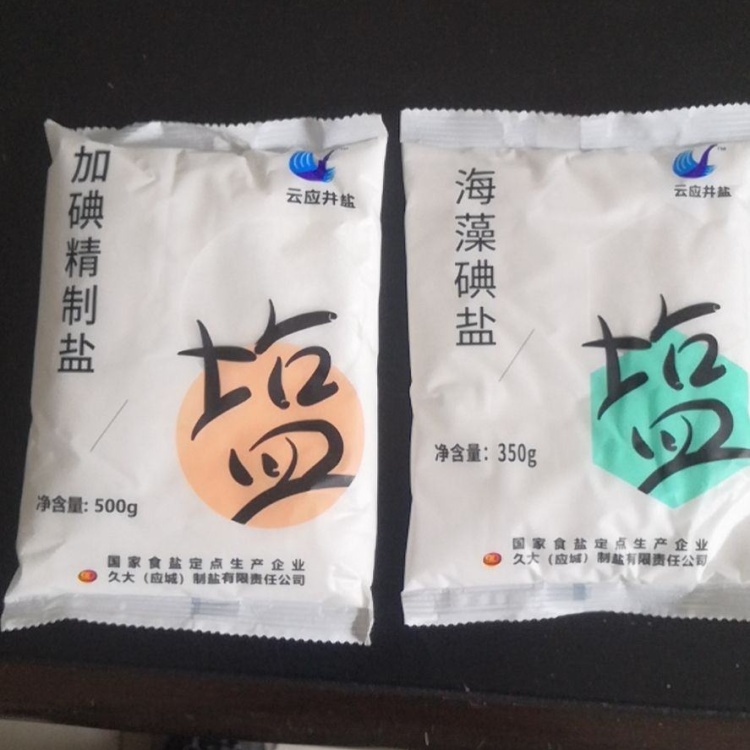 加碘精制盐
云应井盐
盐
净含量: 500g
国家食盐定点生产企业
久大（应城）制盐有限责任公司
海藻碘盐
云应井盐
盐
净含量: 350g
国家食盐定点生产企业
久大（应城）制盐有限责任公司